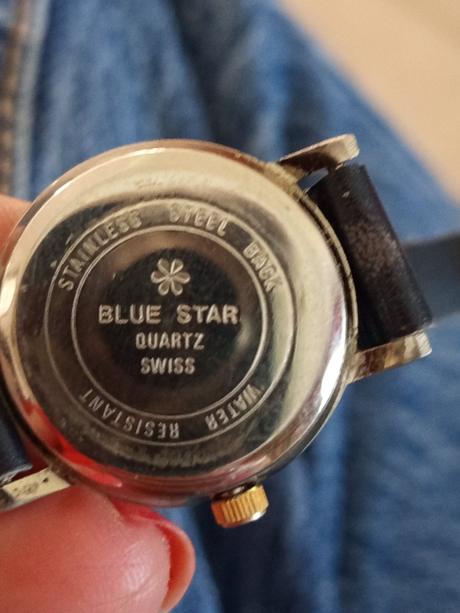 STAINLESS STEEL BACK
BLUE STAR
QUARTZ
SWISS
WATER RESISTANT